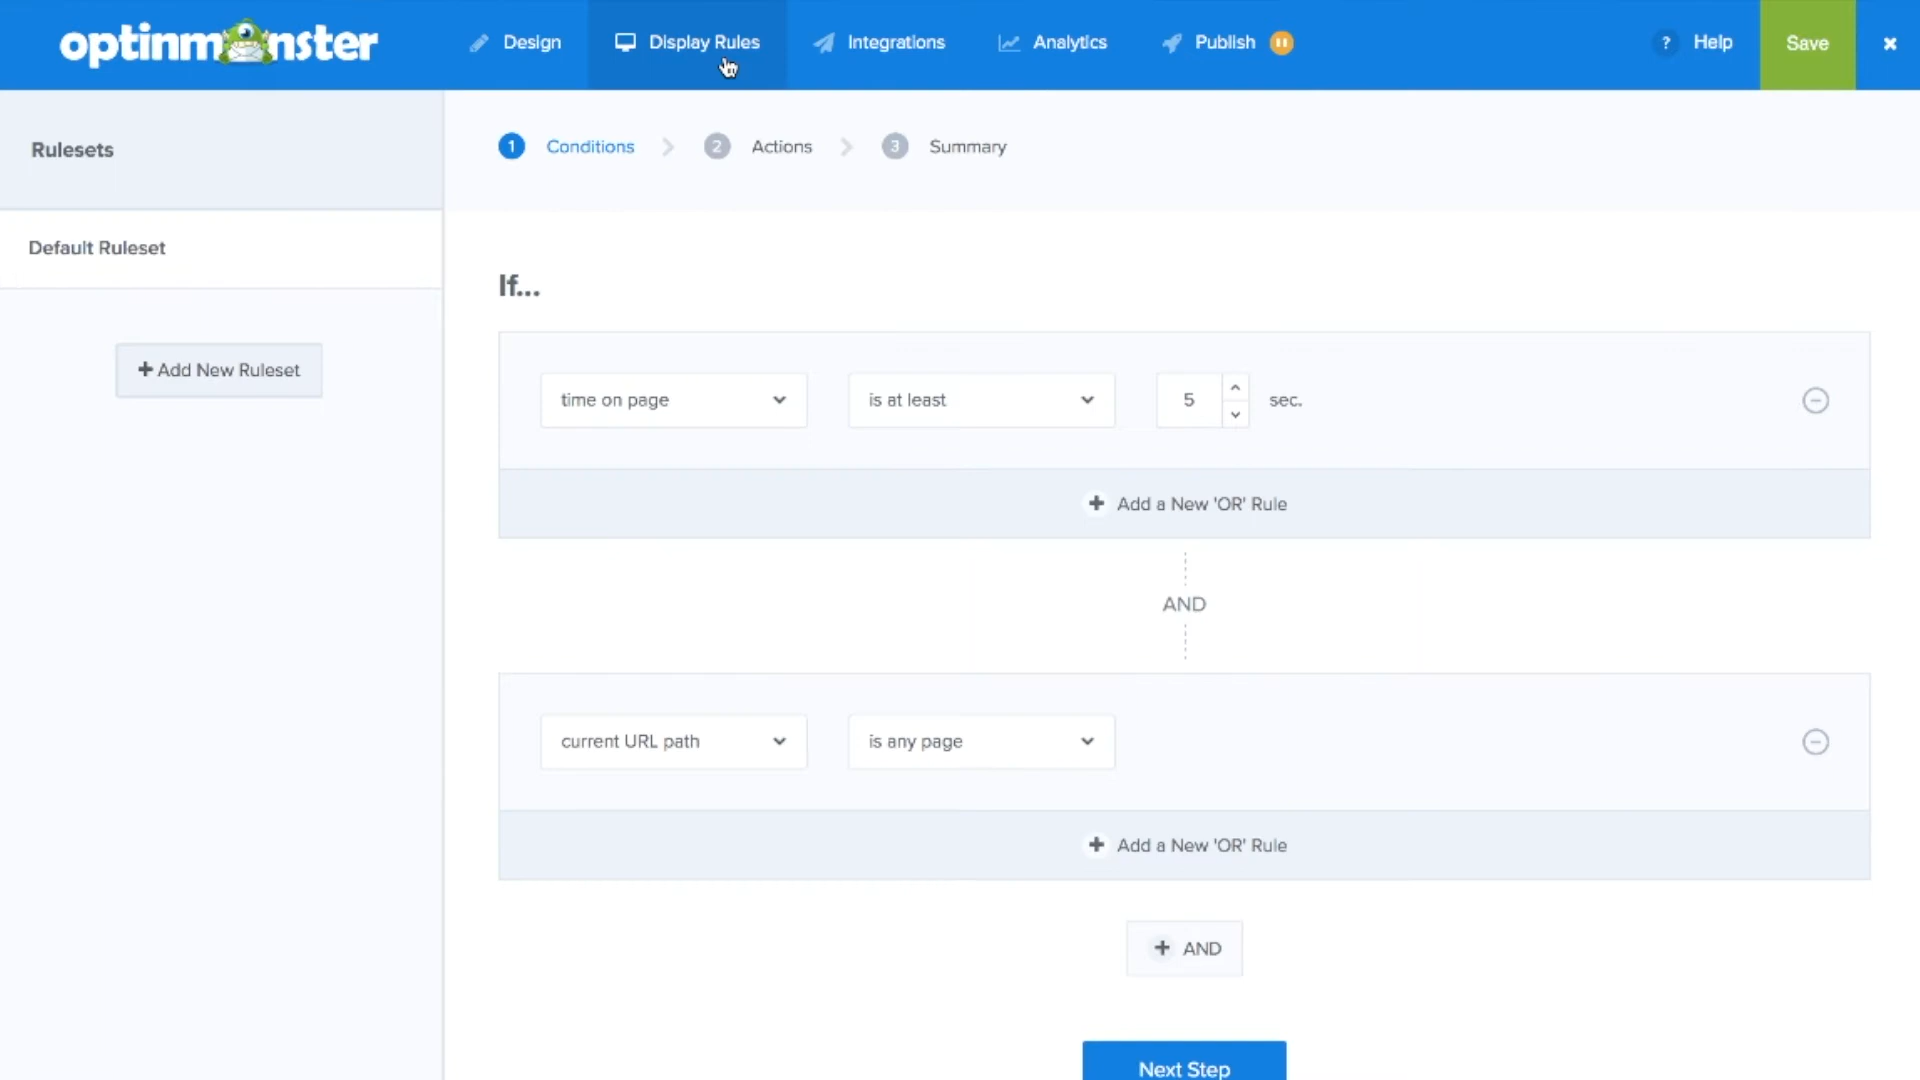 optinmonster
Design
Display Rules
Integrations
Analytics
Publish
? Help
Save
Rulesets
1 Conditions
2 Actions
3 Summary
Default Ruleset
+ Add New Ruleset
If...
time on page
is at least
5
sec.
+ Add a New 'OR' Rule
AND
current URL path
is any page
+ Add a New 'OR' Rule
+ AND
Next Step